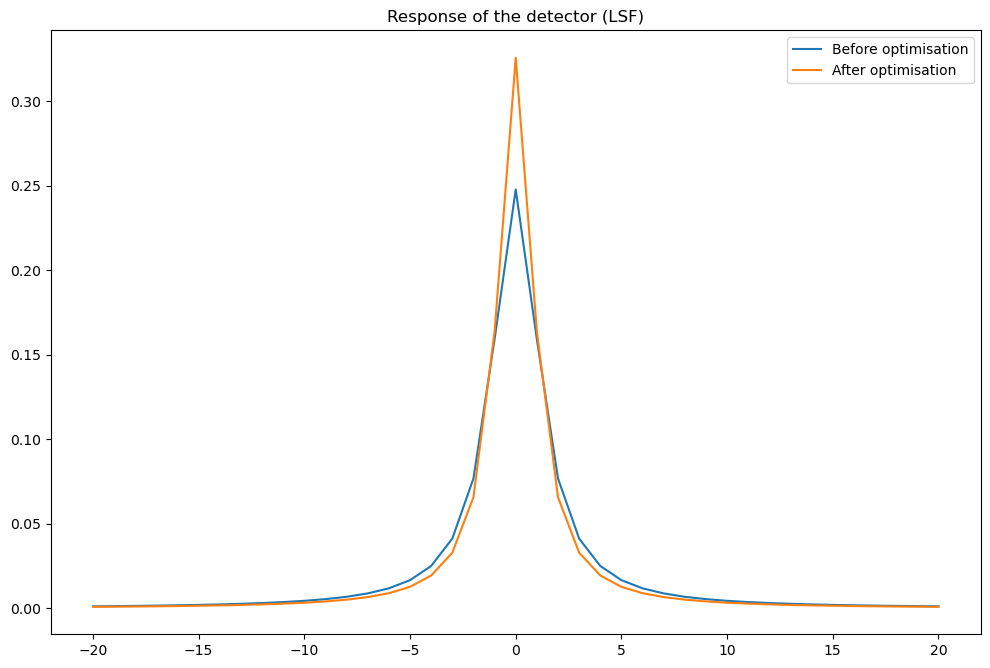 Response of the detector (LSF)
Before optimisation
After optimisation
0.30
0.25
0.20
0.15
0.10
0.05
0.00
−20 −15 −10 −5 0 5 10 15 20